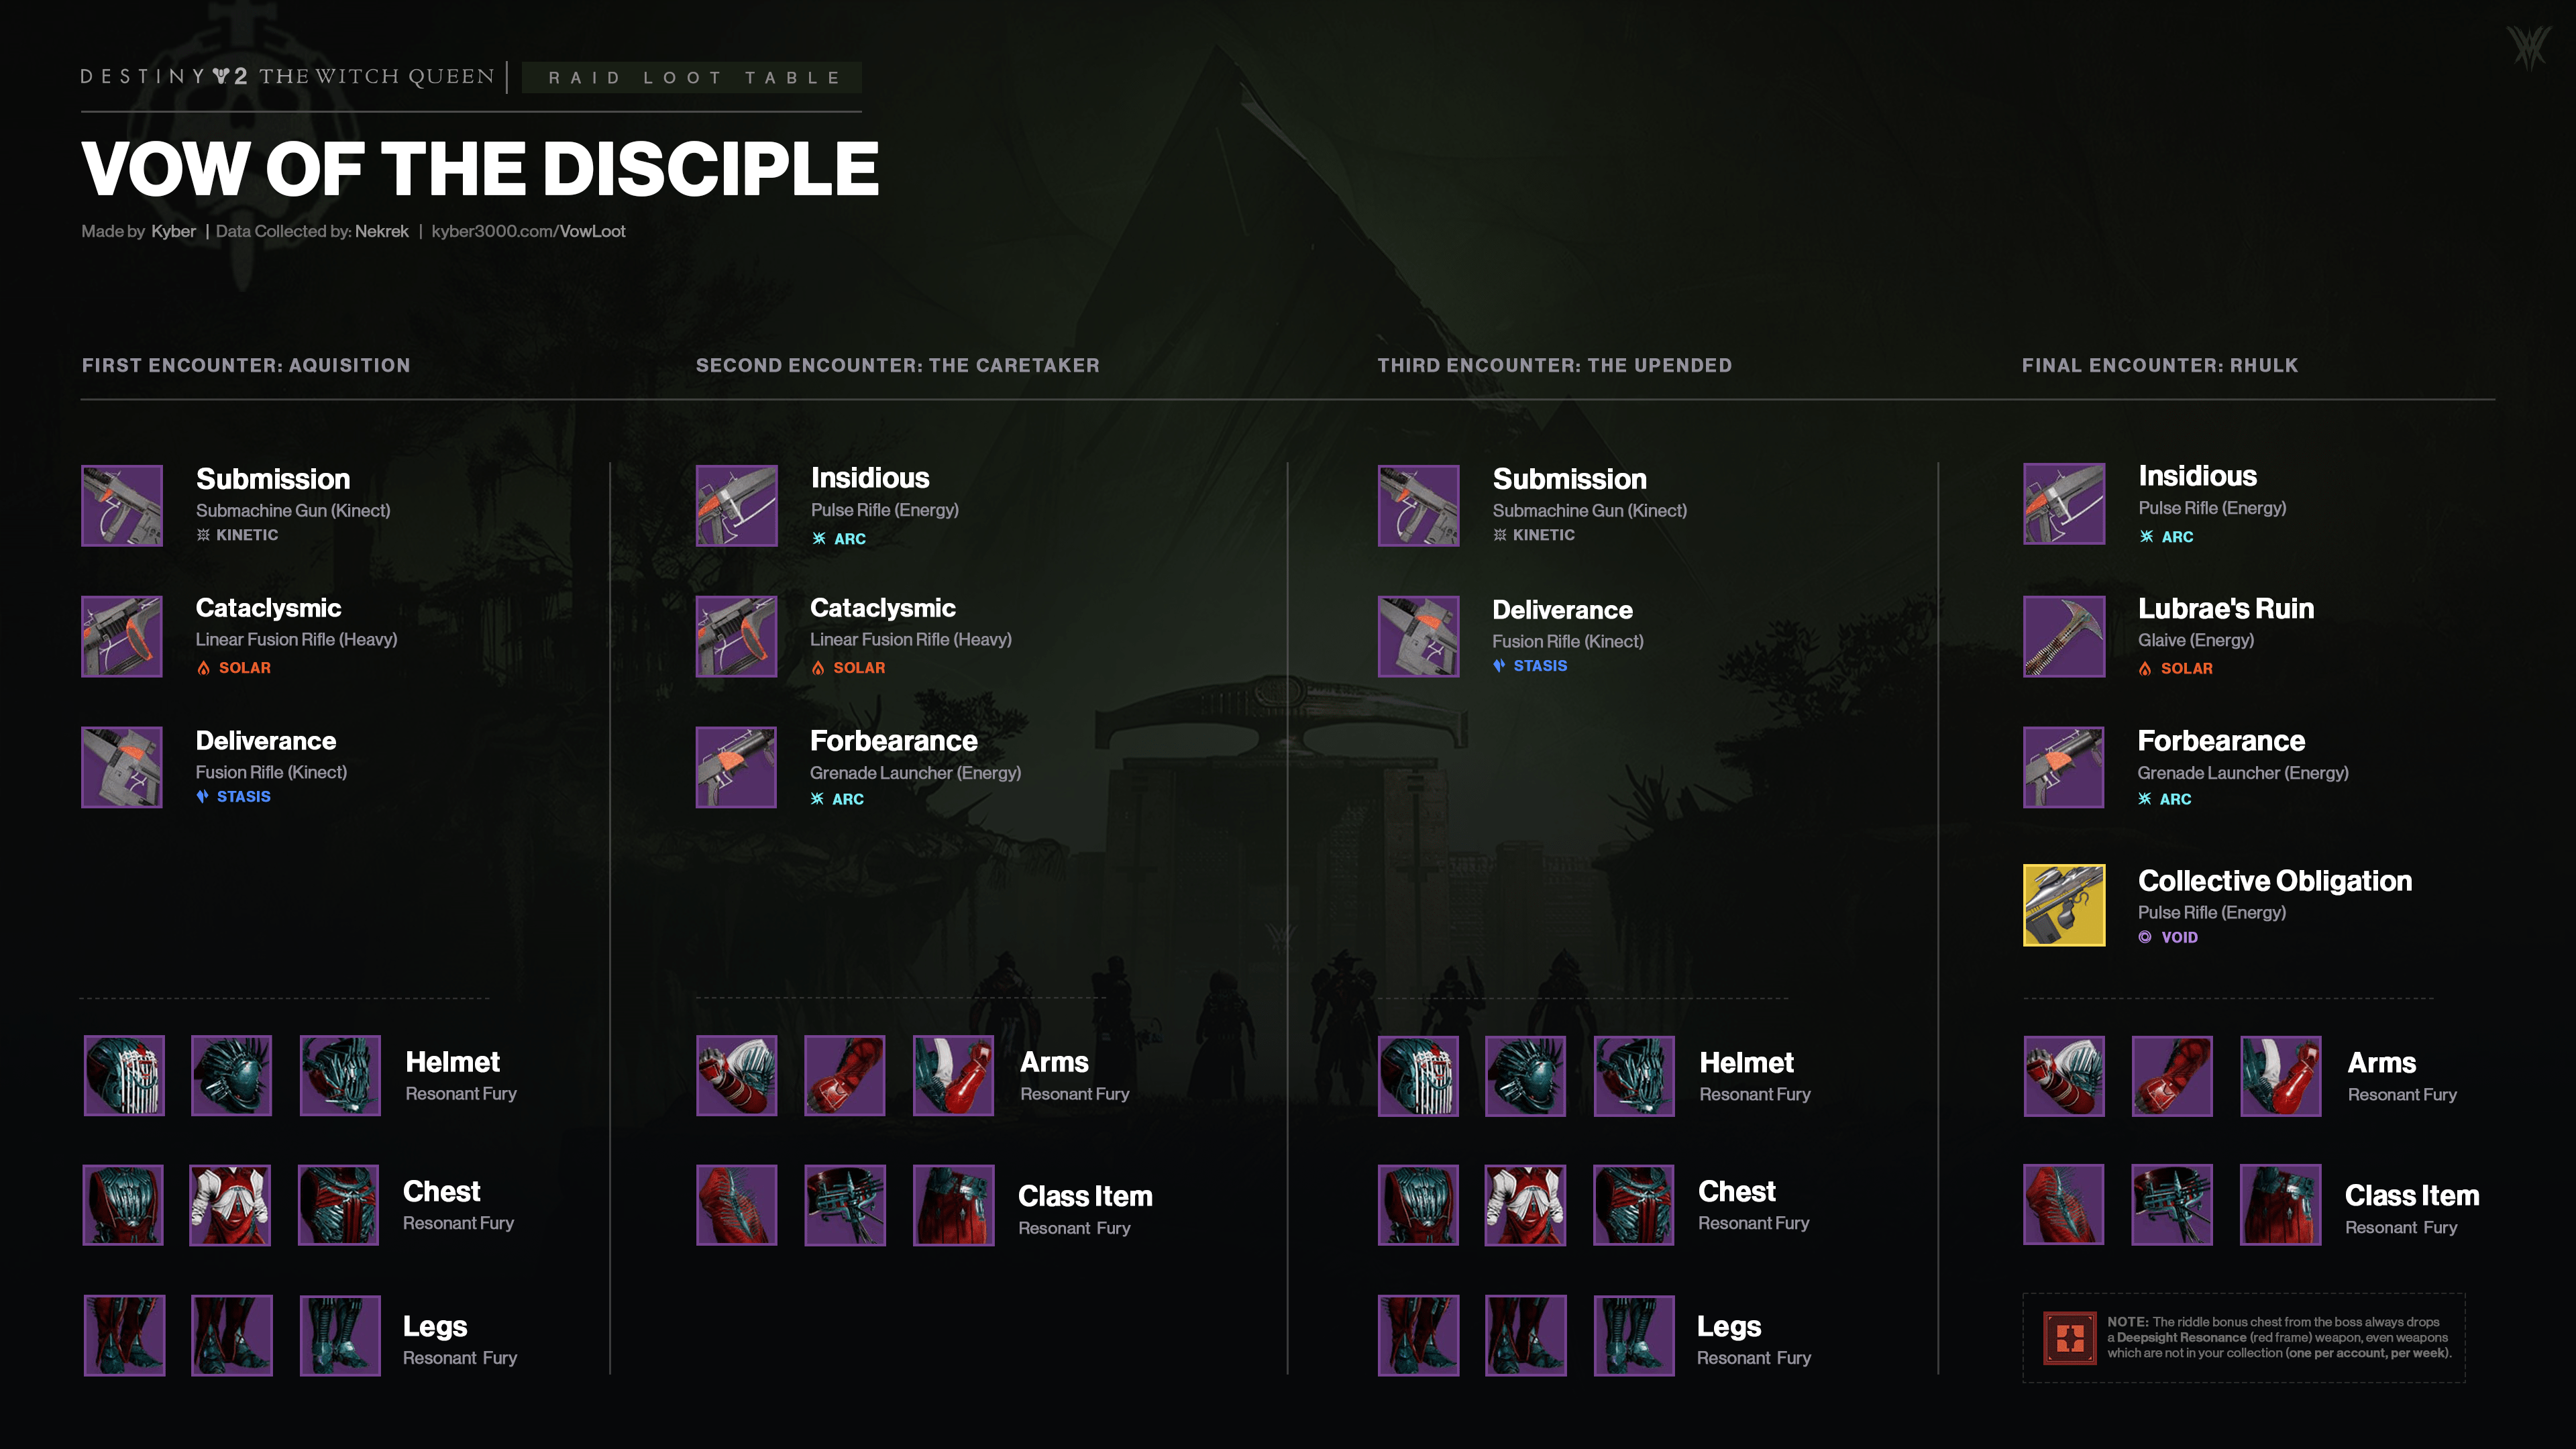 DESTINY 2 THE WITCH QUEEN | RAID LOOT TABLE
VOW OF THE DISCIPLE
Made by Kyber | Data Collected by: Nekrek | kyber3000.com/VowLoot
FIRST ENCOUNTER: AQUISITION
Submission
Submachine Gun (Kinect)
KINETIC
Cataclysmic
Linear Fusion Rifle (Heavy)
SOLAR
Deliverance
Fusion Rifle (Kinect)
STASIS
Helmet
Resonant Fury
Chest
Resonant Fury
Legs
Resonant Fury
SECOND ENCOUNTER: THE CARETAKER
Insidious
Pulse Rifle (Energy)
ARC
Cataclysmic
Linear Fusion Rifle (Heavy)
SOLAR
Forbearance
Grenade Launcher (Energy)
ARC
Arms
Resonant Fury
Class Item
Resonant Fury
THIRD ENCOUNTER: THE UPENDED
Submission
Submachine Gun (Kinect)
KINETIC
Deliverance
Fusion Rifle (Kinect)
STASIS
Helmet
Resonant Fury
Chest
Resonant Fury
Legs
Resonant Fury
FINAL ENCOUNTER: RHULK
Insidious
Pulse Rifle (Energy)
ARC
Lubrae's Ruin
Glaive (Energy)
SOLAR
Forbearance
Grenade Launcher (Energy)
ARC
Collective Obligation
Pulse Rifle (Energy)
VOID
Arms
Resonant Fury
Class Item
Resonant Fury
NOTE: The riddle bonus chest from the boss always drops
a Deepsight Resonance (red frame) weapon, even weapons
which are not in your collection (one per account, per week).